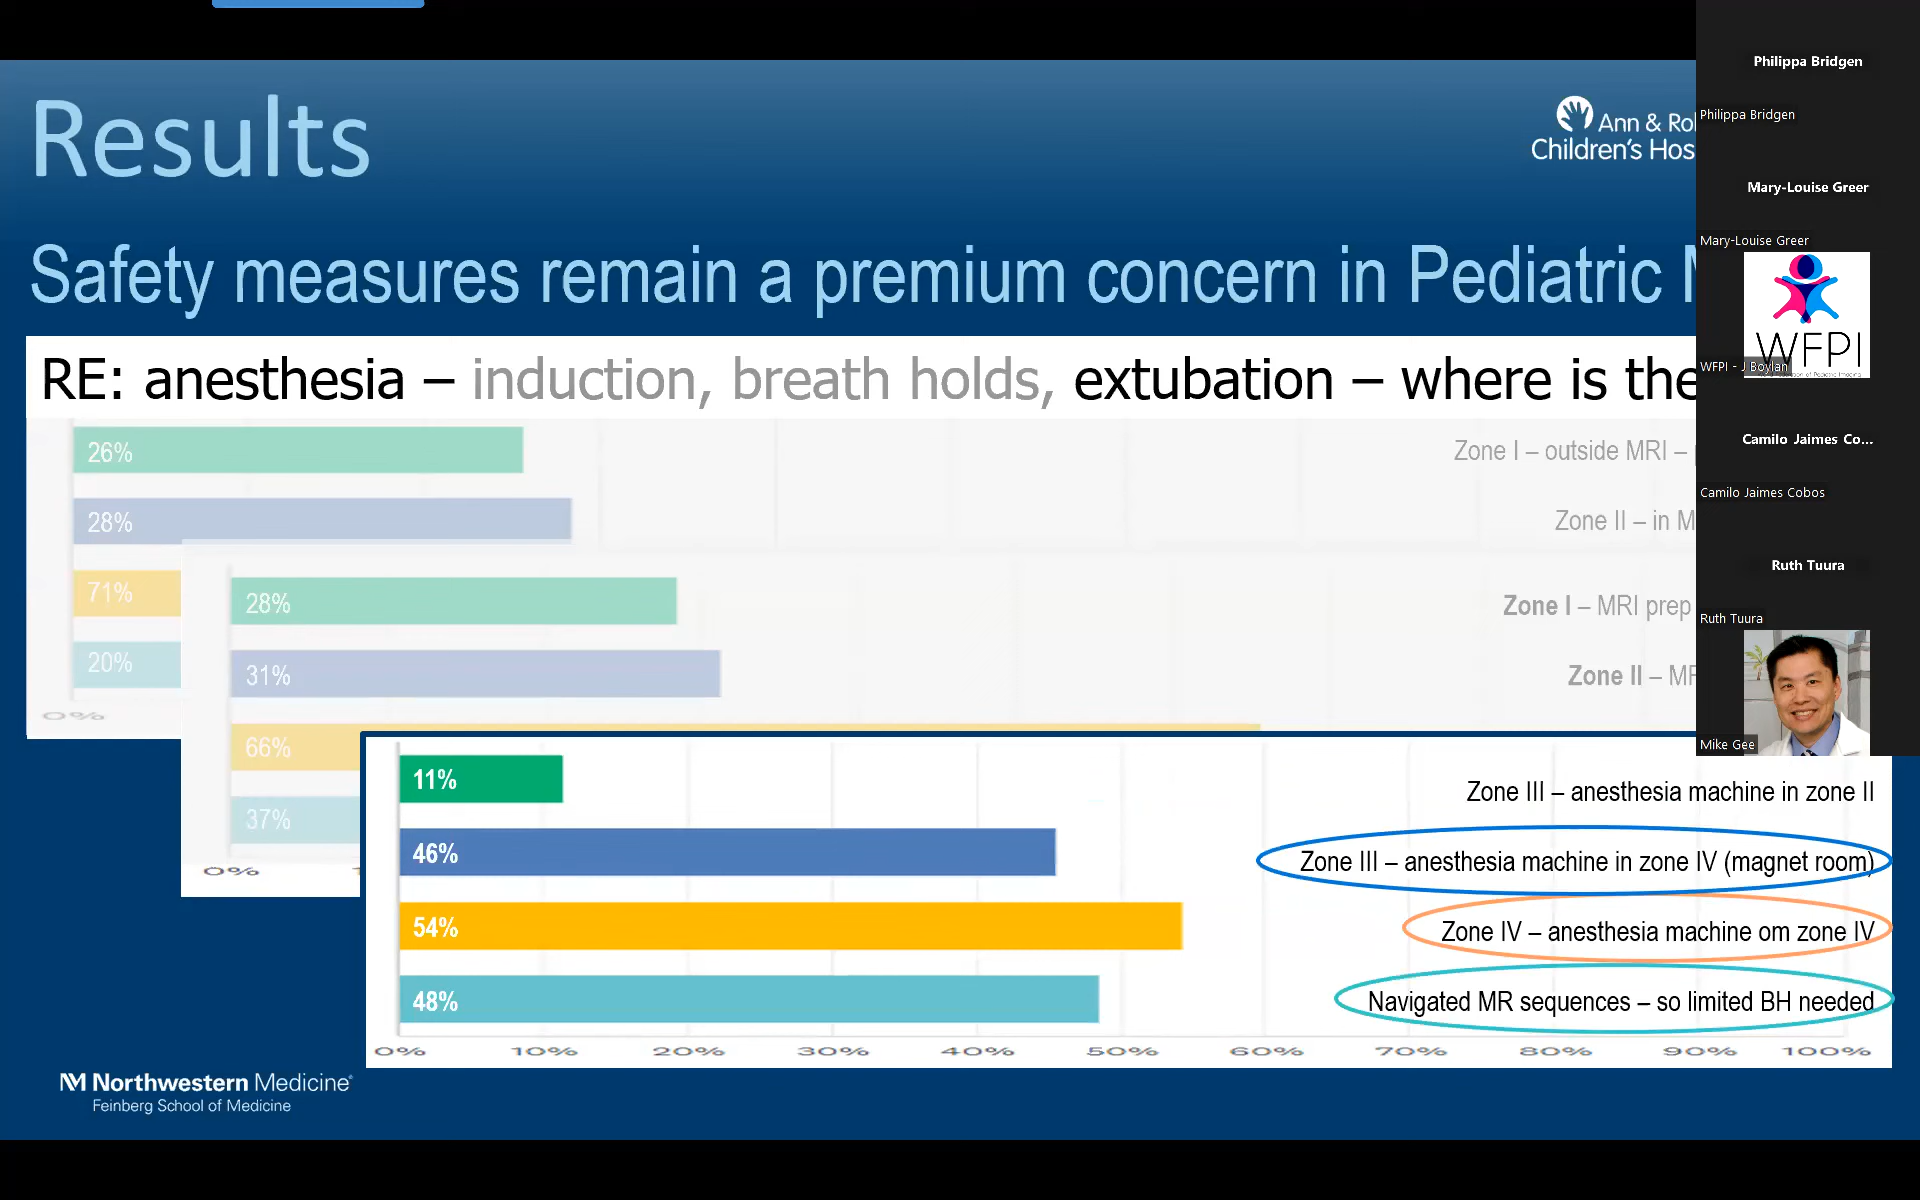 Results
Ann & Ro
Children's Hos
Safety measures remain a premium concern in Pediatric
RE: anesthesia – induction, breath holds, extubation – where is the
26%
Zone I – outside MRI –
28%
Zone II – in M
71%
20%
0%
28%
Zone I – MRI prep
31%
Zone II – MR
66%
37%
0%
11%
Zone III – anesthesia machine in zone II
46%
Zone III – anesthesia machine in zone IV (magnet room)
54%
Zone IV – anesthesia machine om zone IV
48%
Navigated MR sequences – so limited BH needed
0% 10% 20% 30% 40% 50% 60% 70% 80% 90% 100%
Northwestern Medicine
Feinberg School of Medicine
Philippa Bridgen
Philippa Bridgen
Mary-Louise Greer
Mary-Louise Greer
WFPI
WFPI - J Boylan
Camilo Jaimes Co...
Camilo Jaimes Cobos
Ruth Tuura
Ruth Tuura
Mike Gee